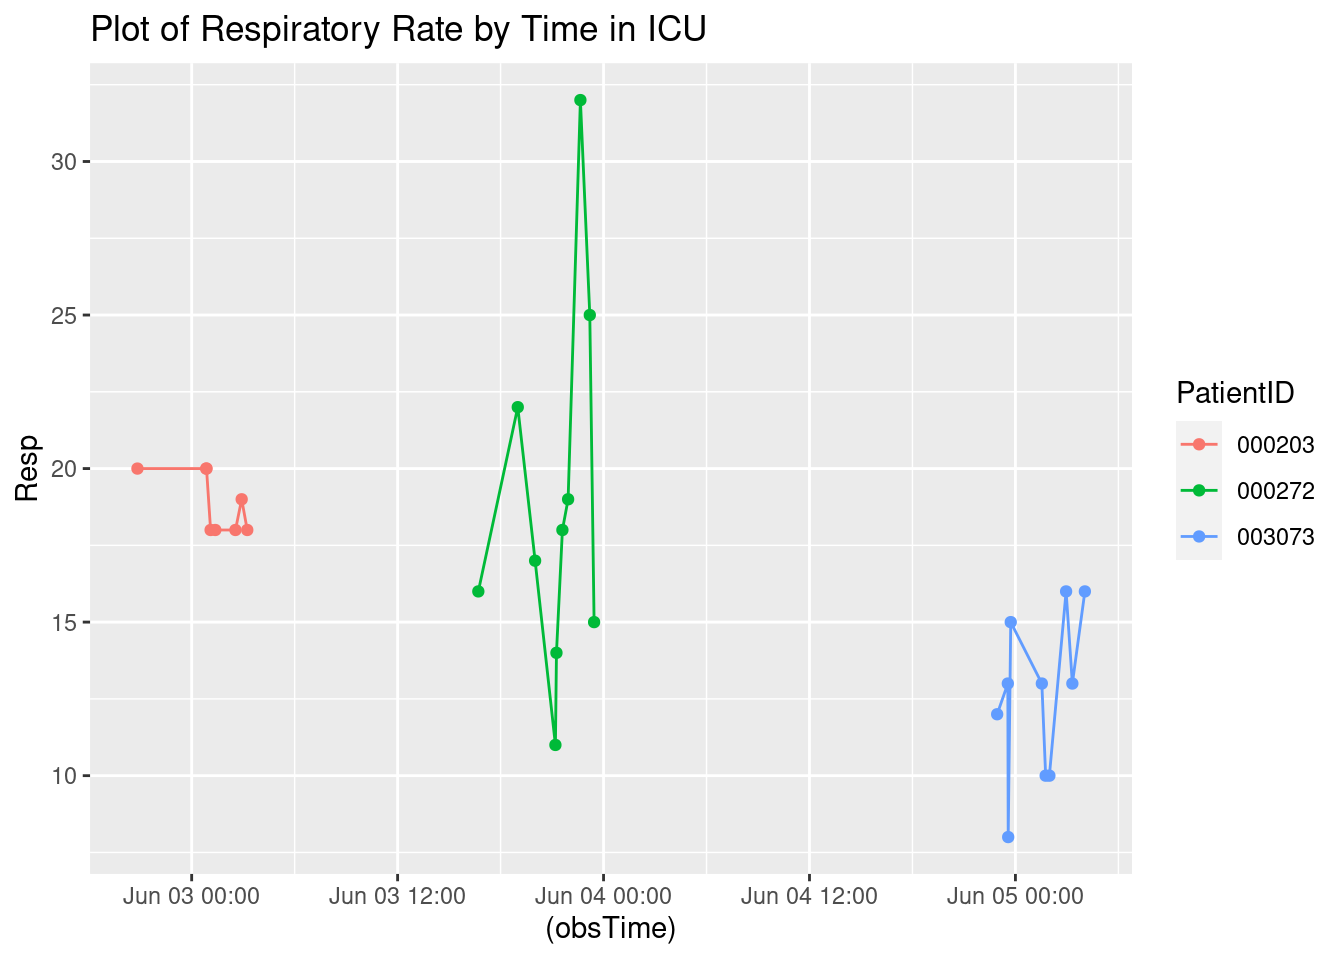 Plot of Respiratory Rate by Time in ICU
30
25
20
15
10
Resp
Jun 03 00:00
Jun 03 12:00
Jun 04 00:00
Jun 04 12:00
Jun 05 00:00
(obsTime)
PatientID
000203
000272
003073